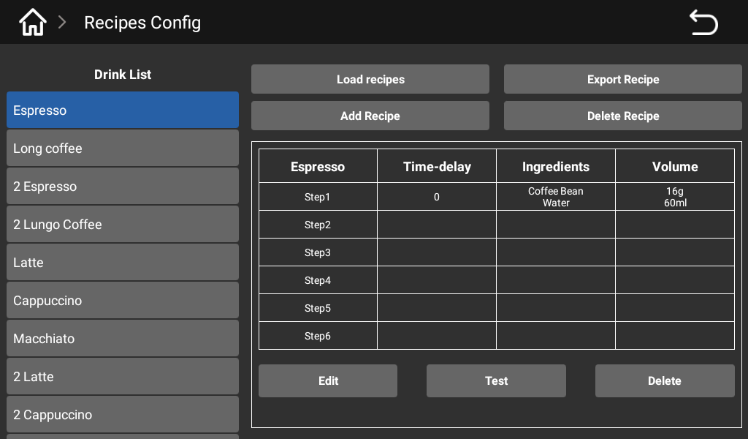 Recipes Config
Drink List
Espresso
Long coffee
2 Espresso
2 Lungo Coffee
Latte
Cappuccino
Macchiato
2 Latte
2 Cappuccino
Load recipes
Export Recipe
Add Recipe
Delete Recipe
Espresso Time-delay Ingredients Volume
Step1 0 Coffee Bean 16g
Water 60ml
Step2
Step3
Step4
Step5
Step6
Edit Test Delete